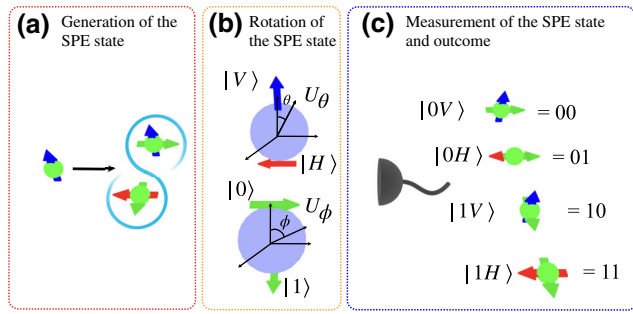 (a) Generation of the
SPE state
(b) Rotation of
the SPE state
|V⟩
U_θ
θ
|H⟩
|0⟩
U_ϕ
ϕ
|1⟩
(c) Measurement of the SPE state
and outcome
|0V⟩ = 00
|0H⟩ = 01
|1V⟩ = 10
|1H⟩ = 11